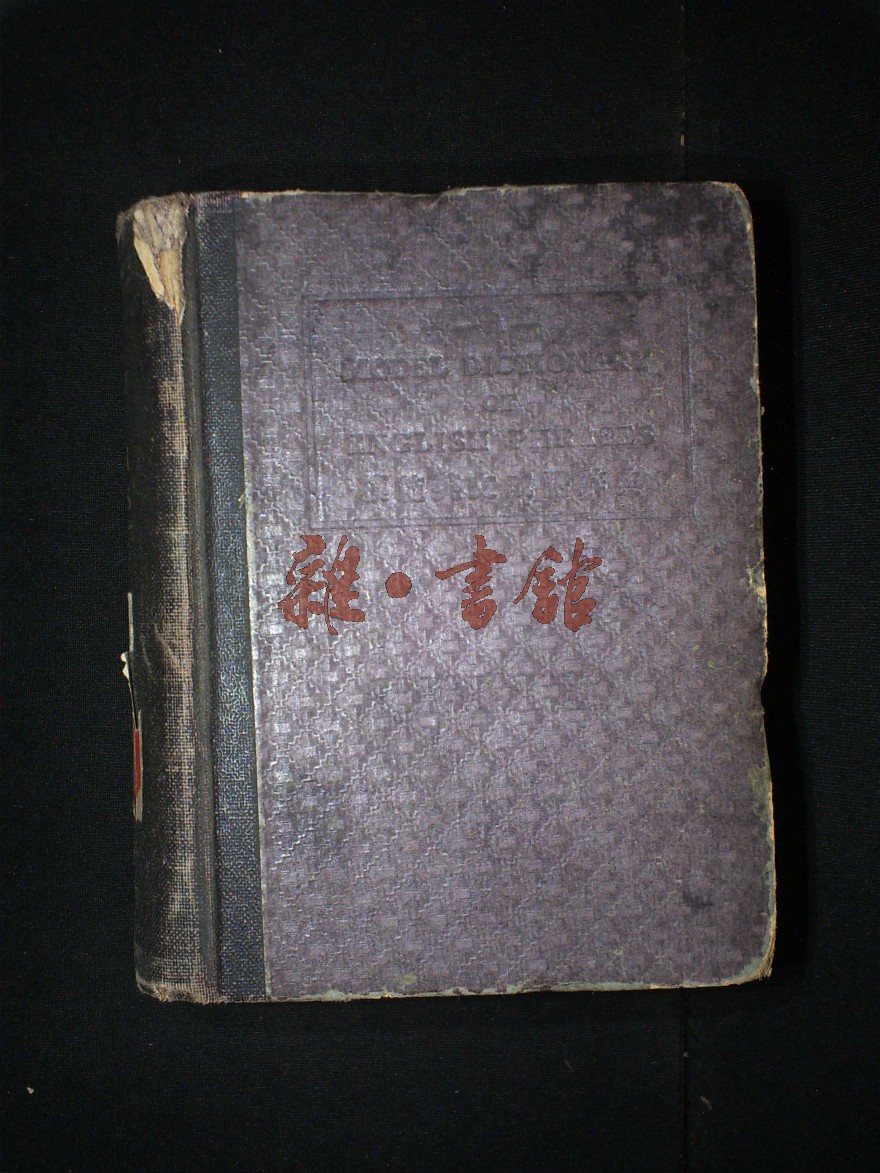 MODEL DICTIONARY
OF
ENGLISH PHRASES
雜·書館